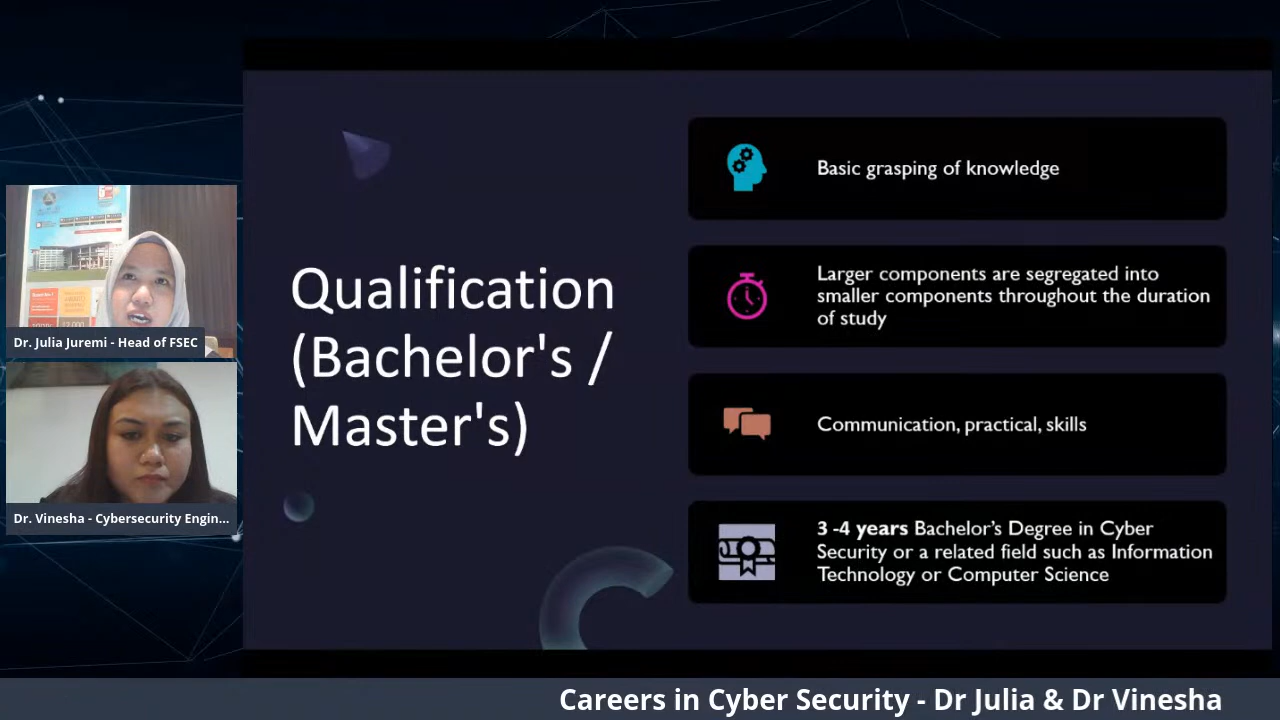 Dr. Julia Juremi - Head of FSEC
Dr. Vinesha - Cybersecurity Engin...
Qualification
(Bachelor's /
Master's)
Basic grasping of knowledge
Larger components are segregated into
smaller components throughout the duration
of study
Communication, practical, skills
3 -4 years Bachelor's Degree in Cyber
Security or a related field such as Information
Technology or Computer Science
Careers in Cyber Security - Dr Julia & Dr Vinesha